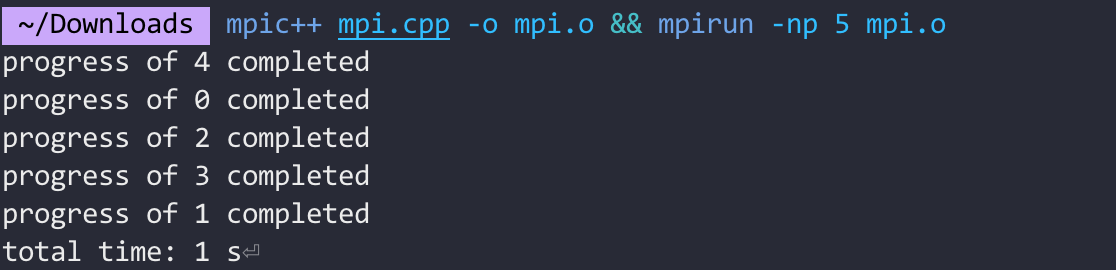 ~/Downloads mpic++ mpi.cpp -o mpi.o && mpirun -np 5 mpi.o
progress of 4 completed
progress of 0 completed
progress of 2 completed
progress of 3 completed
progress of 1 completed
total time: 1 s⏎